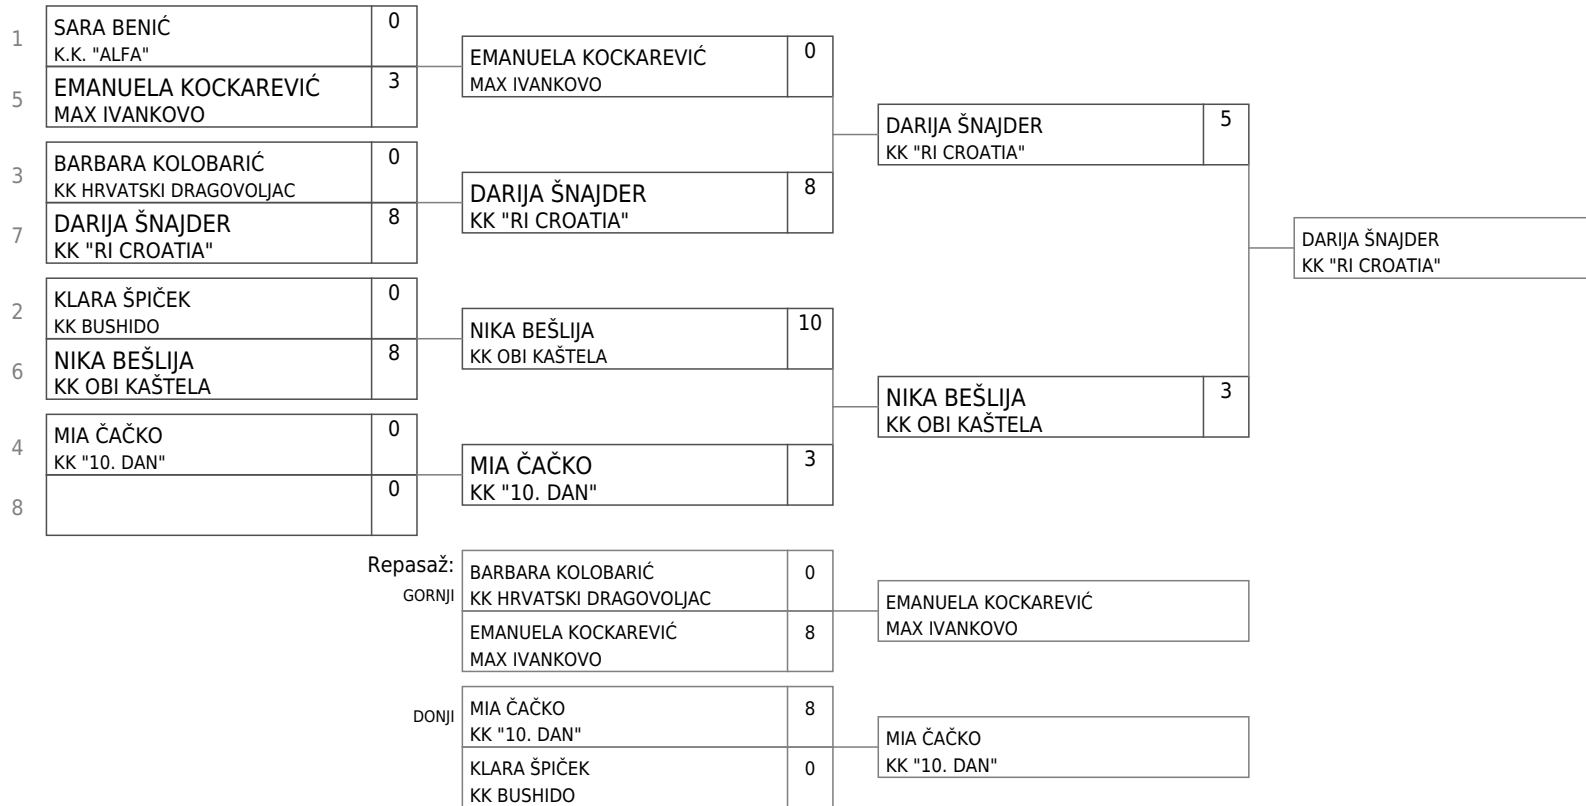 1
SARA BENIĆ
K.K. "ALFA"
0
5
EMANUELA KOCKAREVIĆ
MAX IVANKOVO
3
3
BARBARA KOLOBARIĆ
KK HRVATSKI DRAGOVOLJAC
0
7
DARIJA ŠNAJDER
KK "RI CROATIA"
8
2
KLARA ŠPIČEK
KK BUSHIDO
0
6
NIKA BEŠLIJA
KK OBI KAŠTELA
8
4
MIA ČAČKO
KK "10. DAN"
0
8
0
EMANUELA KOCKAREVIĆ
MAX IVANKOVO
0
DARIJA ŠNAJDER
KK "RI CROATIA"
8
NIKA BEŠLIJA
KK OBI KAŠTELA
10
MIA ČAČKO
KK "10. DAN"
3
DARIJA ŠNAJDER
KK "RI CROATIA"
5
NIKA BEŠLIJA
KK OBI KAŠTELA
3
DARIJA ŠNAJDER
KK "RI CROATIA"
Repasaž:
GORNJI
BARBARA KOLOBARIĆ
KK HRVATSKI DRAGOVOLJAC
0
EMANUELA KOCKAREVIĆ
MAX IVANKOVO
8
EMANUELA KOCKAREVIĆ
MAX IVANKOVO
DONJI
MIA ČAČKO
KK "10. DAN"
8
KLARA ŠPIČEK
KK BUSHIDO
0
MIA ČAČKO
KK "10. DAN"